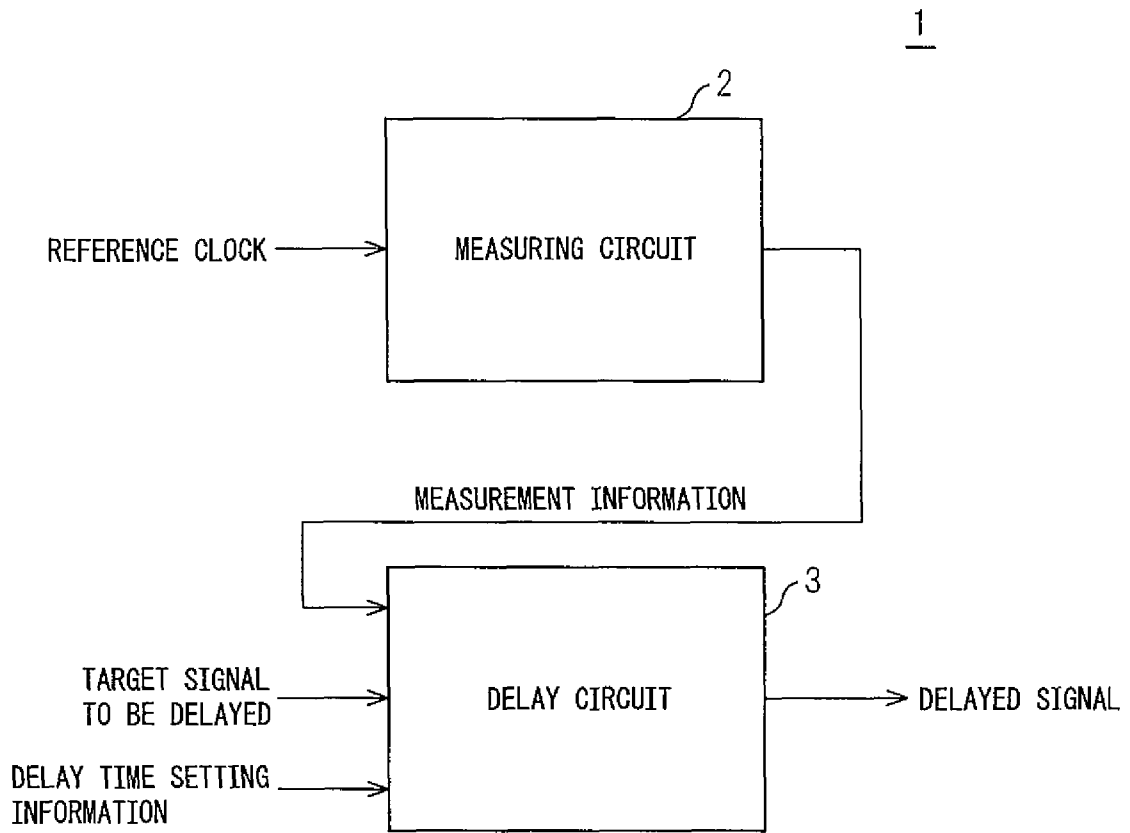 1
2
REFERENCE CLOCK
MEASURING CIRCUIT
MEASUREMENT INFORMATION
3
TARGET SIGNAL
TO BE DELAYED
DELAY CIRCUIT
DELAYED SIGNAL
DELAY TIME SETTING
INFORMATION